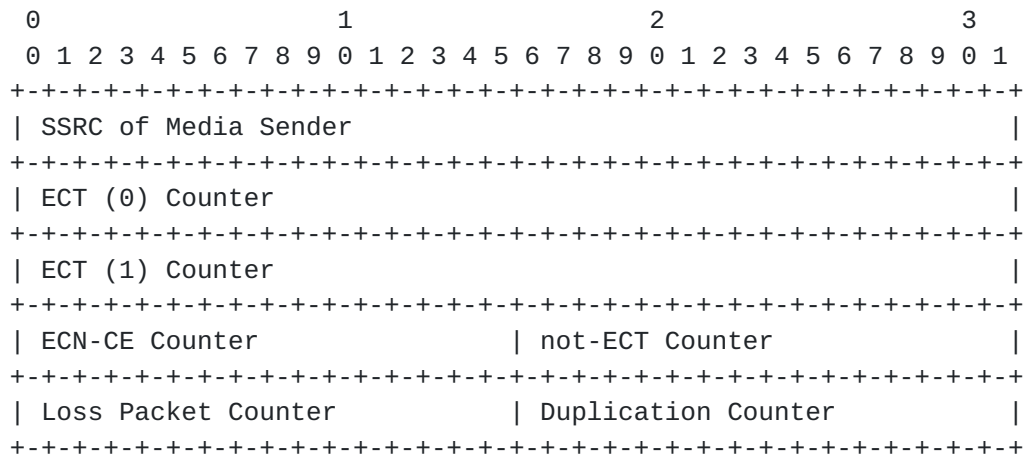 0                   1                   2                   3
 0 1 2 3 4 5 6 7 8 9 0 1 2 3 4 5 6 7 8 9 0 1 2 3 4 5 6 7 8 9 0 1
+-+-+-+-+-+-+-+-+-+-+-+-+-+-+-+-+-+-+-+-+-+-+-+-+-+-+-+-+-+-+-+-+
| SSRC of Media Sender                                          |
+-+-+-+-+-+-+-+-+-+-+-+-+-+-+-+-+-+-+-+-+-+-+-+-+-+-+-+-+-+-+-+-+
| ECT (0) Counter                                               |
+-+-+-+-+-+-+-+-+-+-+-+-+-+-+-+-+-+-+-+-+-+-+-+-+-+-+-+-+-+-+-+-+
| ECT (1) Counter                                               |
+-+-+-+-+-+-+-+-+-+-+-+-+-+-+-+-+-+-+-+-+-+-+-+-+-+-+-+-+-+-+-+-+
| ECN-CE Counter                | not-ECT Counter               |
+-+-+-+-+-+-+-+-+-+-+-+-+-+-+-+-+-+-+-+-+-+-+-+-+-+-+-+-+-+-+-+-+
| Loss Packet Counter           | Duplication Counter           |
+-+-+-+-+-+-+-+-+-+-+-+-+-+-+-+-+-+-+-+-+-+-+-+-+-+-+-+-+-+-+-+-+